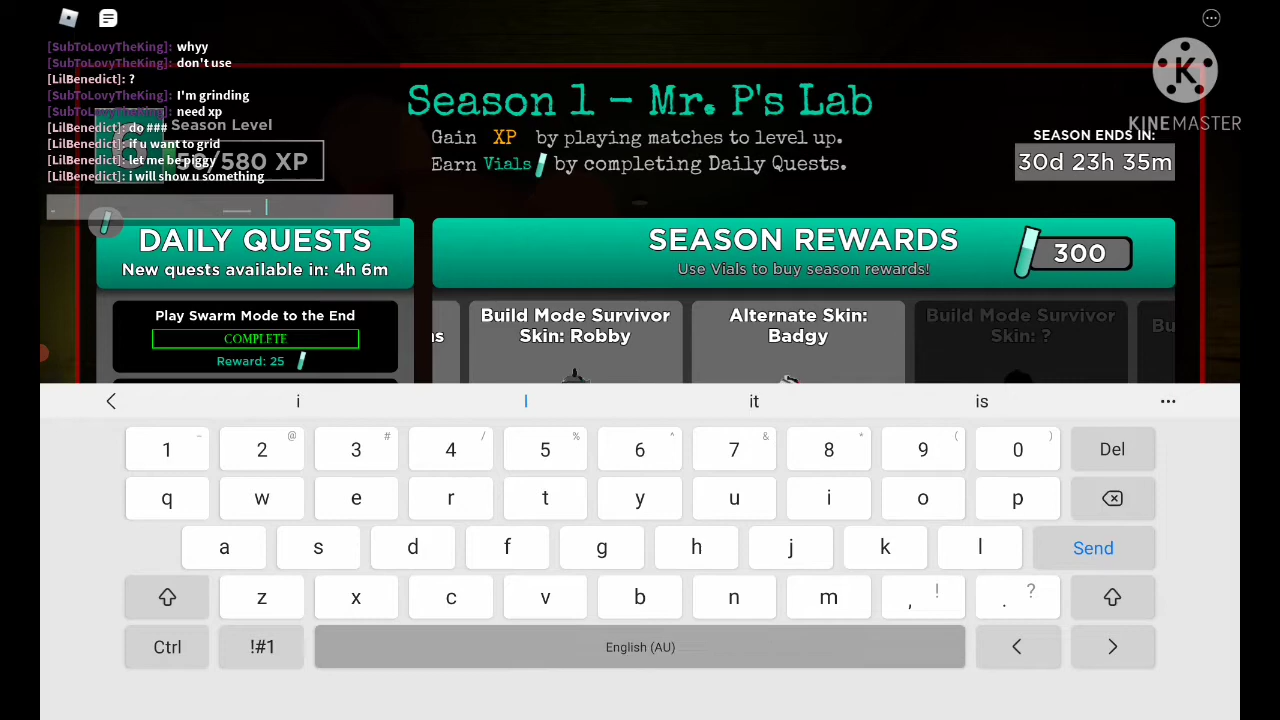 [SubToLovyTheKing]: whyy
[SubToLovyTheKing]: don't use
[LilBenedict]: ?
[SubToLovyTheKing]: I'm grinding
[SubToLovyTheKing]: need xp
[LilBenedict]: do ###
[LilBenedict]: if u want to grid
[LilBenedict]: let me be piggy
[LilBenedict]: i will show u something
6
Season Level
50/580 XP
Season 1 - Mr. P's Lab
Gain XP by playing matches to level up.
Earn Vials by completing Daily Quests.
K
KINEMASTER
SEASON ENDS IN:
30d 23h 35m
DAILY QUESTS
New quests available in: 4h 6m
SEASON REWARDS
Use Vials to buy season rewards!
300
Play Swarm Mode to the End
COMPLETE
Reward: 25
ns
Build Mode Survivor
Skin: Robby
Alternate Skin:
Badgy
Build Mode Survivor
Skin: ?
Bu
i I it is
1 2 @ 3 # 4 / 5 % 6 ^ 7 & 8 * 9 ( 0 ) Del
q w e r t y u i o p
a s d f g h j k l Send
z x c v b n m , ! . ?
Ctrl !#1 English (AU) < >